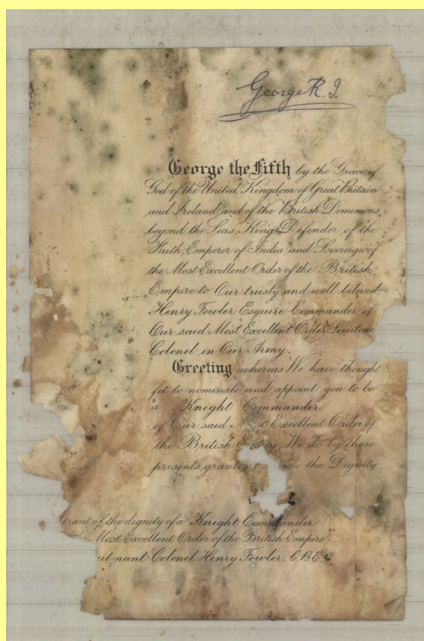 George R. I.
George the Fifth by the Grace of
God of the United Kingdom of Great Britain
and Ireland and of the British Dominions
beyond the Seas, King, Defender of the
Faith, Emperor of India and Sovereign of
the Most Excellent Order of the British
Empire to Our trusty and well beloved
Henry Fowler Esquire Commander of
Our said Most Excellent Order Lieuten
Colonel in Our Army.
Greeting whereas We have thought
fit to nominate and appoint you to be
a Knight Commander
of Our said Most Excellent Order of
the British Empire We do by these
presents grant the Dignity
Grant of the dignity of a Knight Commander
Most Excellent Order of the British Empire
nant Colonel Henry Fowler, C.B.E.